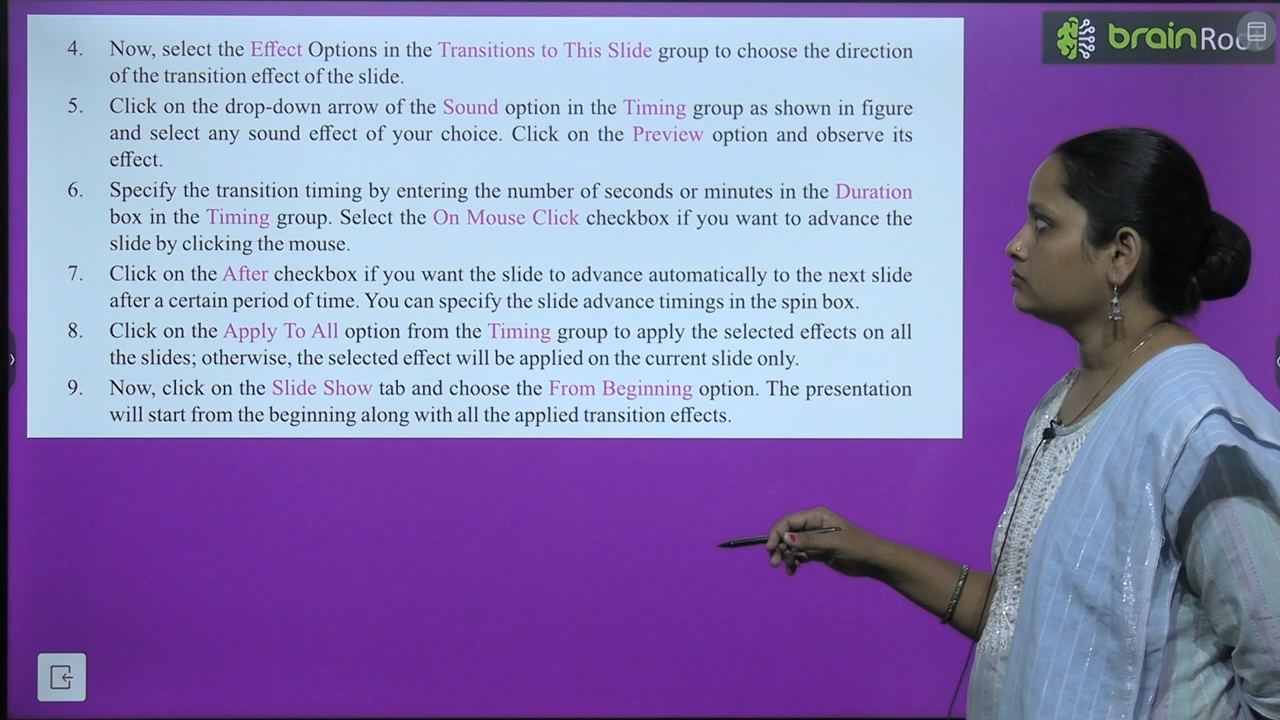 brainRoo
4. Now, select the Effect Options in the Transitions to This Slide group to choose the direction
of the transition effect of the slide.
5. Click on the drop-down arrow of the Sound option in the Timing group as shown in figure
and select any sound effect of your choice. Click on the Preview option and observe its
effect.
6. Specify the transition timing by entering the number of seconds or minutes in the Duration
box in the Timing group. Select the On Mouse Click checkbox if you want to advance the
slide by clicking the mouse.
7. Click on the After checkbox if you want the slide to advance automatically to the next slide
after a certain period of time. You can specify the slide advance timings in the spin box.
8. Click on the Apply To All option from the Timing group to apply the selected effects on all
the slides; otherwise, the selected effect will be applied on the current slide only.
9. Now, click on the Slide Show tab and choose the From Beginning option. The presentation
will start from the beginning along with all the applied transition effects.